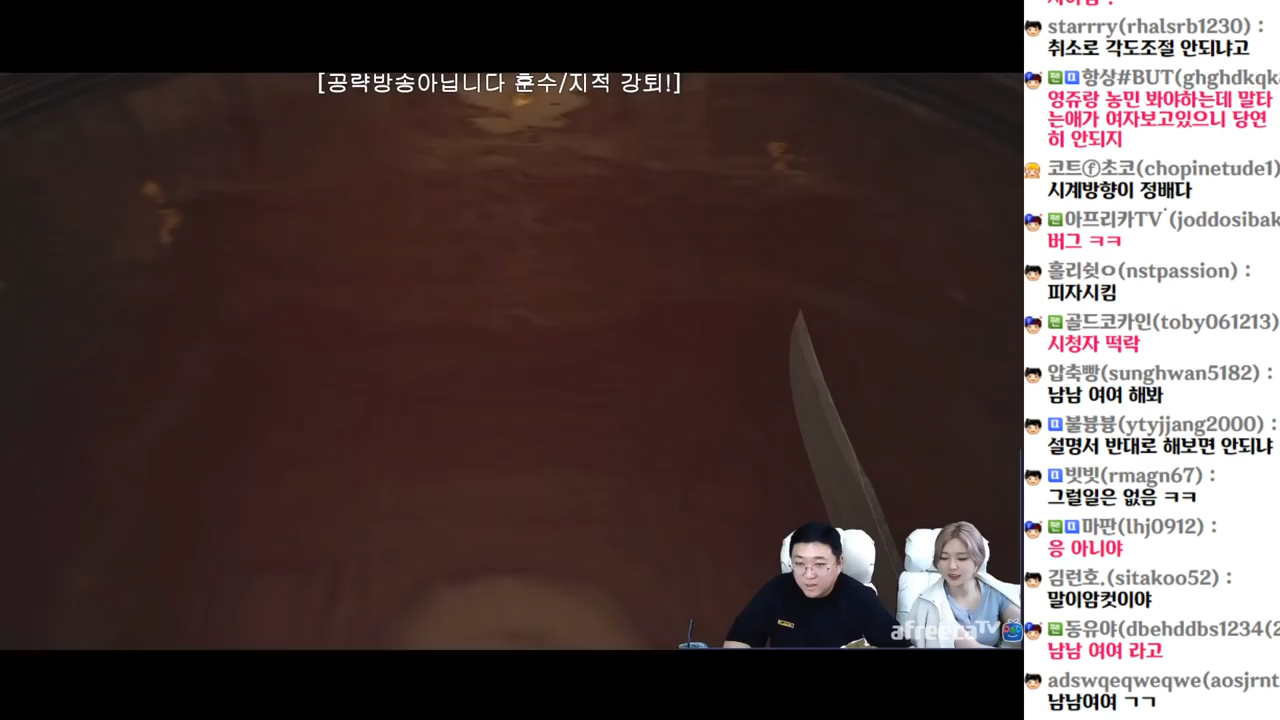 [공략방송아닙니다 훈수/지적 강퇴!]
starrry(rhalsrb1230) :
취소로 각도조절 안되냐고
팬 항상#BUT(ghghdkqk
영쥬랑 농민 봐야하는데 말타
는애가 여자보고있으니 당연
히 안되지
코트ⓕ초코(chopinetude1)
시계방향이 정배다
팬 아프리카TV˙(joddosibak
버그 ㅋㅋ
홀리쉿ㅇ(nstpassion) :
피자시킴
팬 골드코카인(toby061213)
시청자 떡락
압축빵(sunghwan5182) :
남남 여여 해봐
불뷩뷩(ytyjjang2000) :
설명서 반대로 해보면 안되냐
빗빗(rmagn67) :
그럴일은 없음 ㅋㅋ
팬 마판(lhj0912) :
응 아니야
김런호.(sitakoo52) :
말이암컷이야
팬 동유야(dbehddbs1234(2
남남 여여 라고
adswqeqweqwe(aosjrnt
남남여여 ㄱㄱ
afreecaTV